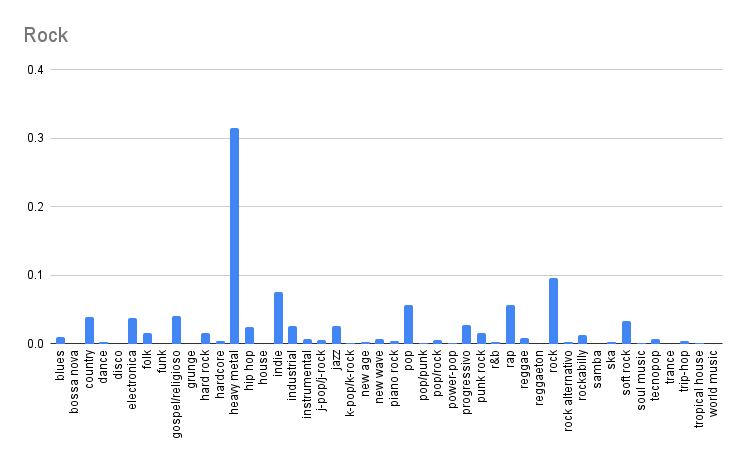 Rock
0.4
0.3
0.2
0.1
0.0
blues
bossa nova
country
dance
disco
electronica
folk
funk
gospel/religioso
grunge
hard rock
hardcore
heavy metal
hip hop
house
indie
industrial
instrumental
j-pop/j-rock
jazz
k-pop/k-rock
new age
new wave
piano rock
pop
pop/punk
pop/rock
power-pop
progressivo
punk rock
r&b
rap
reggae
reggaeton
rock
rock alternativo
rockabilly
samba
ska
soft rock
soul music
tecnopop
trance
trip-hop
tropical house
world music